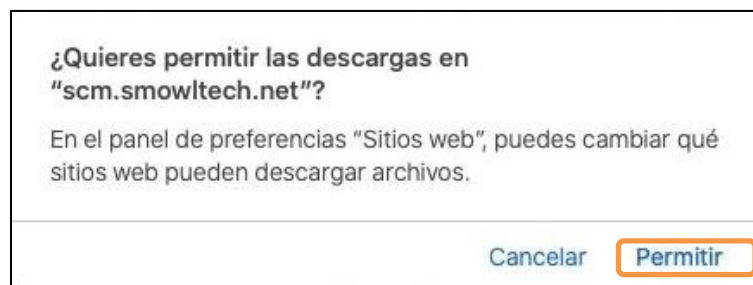 ¿Quieres permitir las descargas en
“scm.smowltech.net”?
En el panel de preferencias “Sitios web”, puedes cambiar qué
sitios web pueden descargar archivos.
Cancelar Permitir